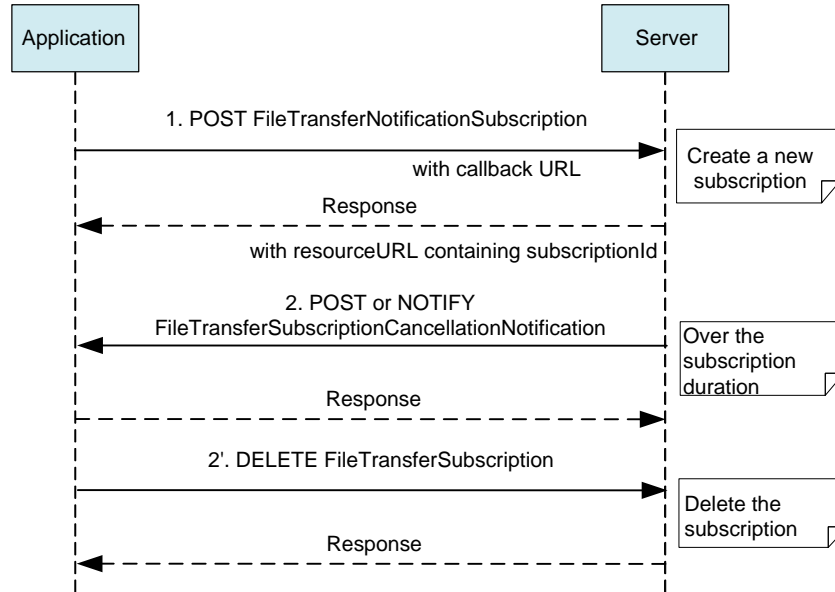 Application
Server
1. POST FileTransferNotificationSubscription
with callback URL
Create a new
subscription
Response
with resourceURL containing subscriptionId
2. POST or NOTIFY
FileTransferSubscriptionCancellationNotification
Over the
subscription
duration
Response
2'. DELETE FileTransferSubscription
Delete the
subscription
Response